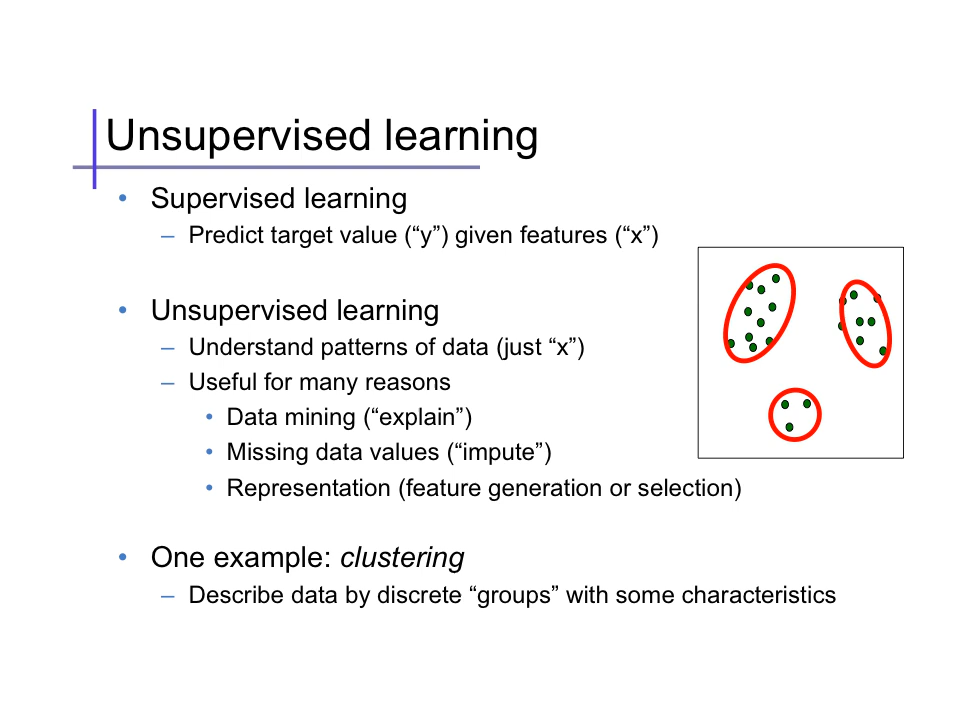 Unsupervised learning
• Supervised learning
– Predict target value (“y”) given features (“x”)
• Unsupervised learning
– Understand patterns of data (just “x”)
– Useful for many reasons
• Data mining (“explain”)
• Missing data values (“impute”)
• Representation (feature generation or selection)
• One example: clustering
– Describe data by discrete “groups” with some characteristics